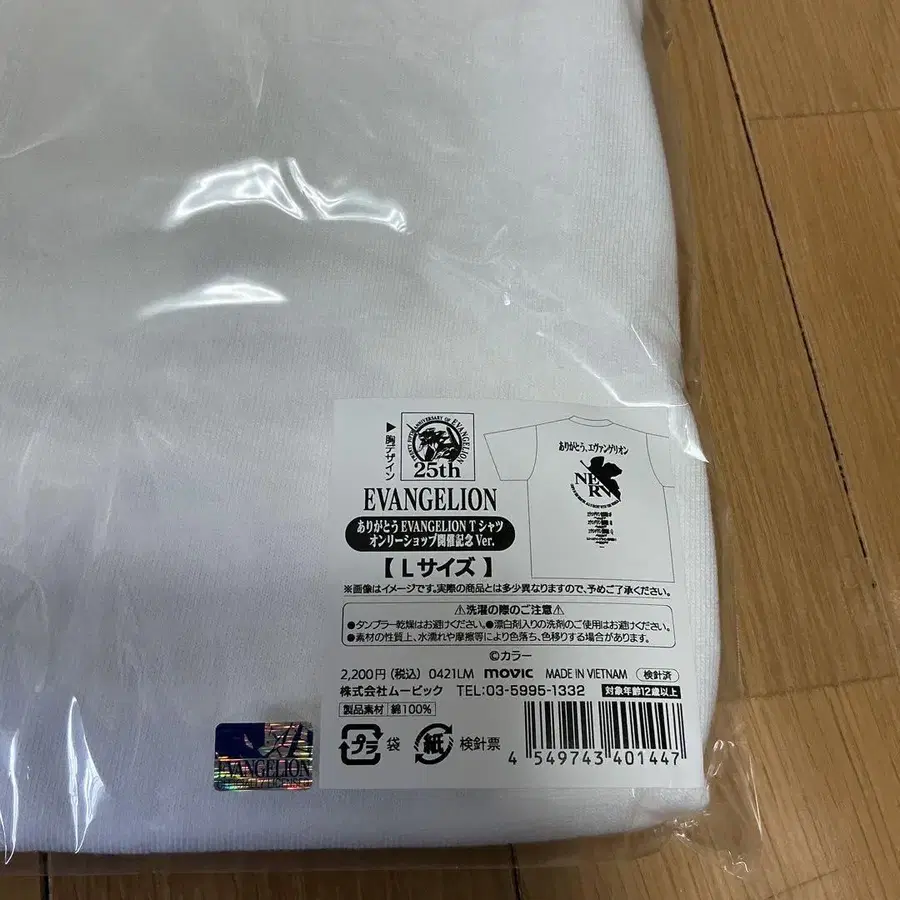 ▶胸デザイン
TWENTY FIFTH ANNIVERSARY OF EVANGELION
25th
EVANGELION
ありがとう EVANGELION T シャツ
オンリーショップ開催記念 Ver.
【 L サイズ 】
ありがとう、エヴァンゲリオン
NERV
※画像はイメージです。実際の商品とは多少異なりますので、予めご了承ください。
⚠洗濯の際のご注意⚠
●タンブラー乾燥はお避けください。●漂白剤入りの洗剤のご使用はお避けください。
●素材の性質上、水濡れや摩擦等により色落ち、色移りする場合があります。
©カラー
2,200円(税込) 0421LM movic MADE IN VIETNAM 検針済
株式会社ムービック TEL:03-5995-1332 対象年齢12歳以上
製品素材 綿100%
プラ 袋 紙 検針票
4 549743 401447
EVANGELION